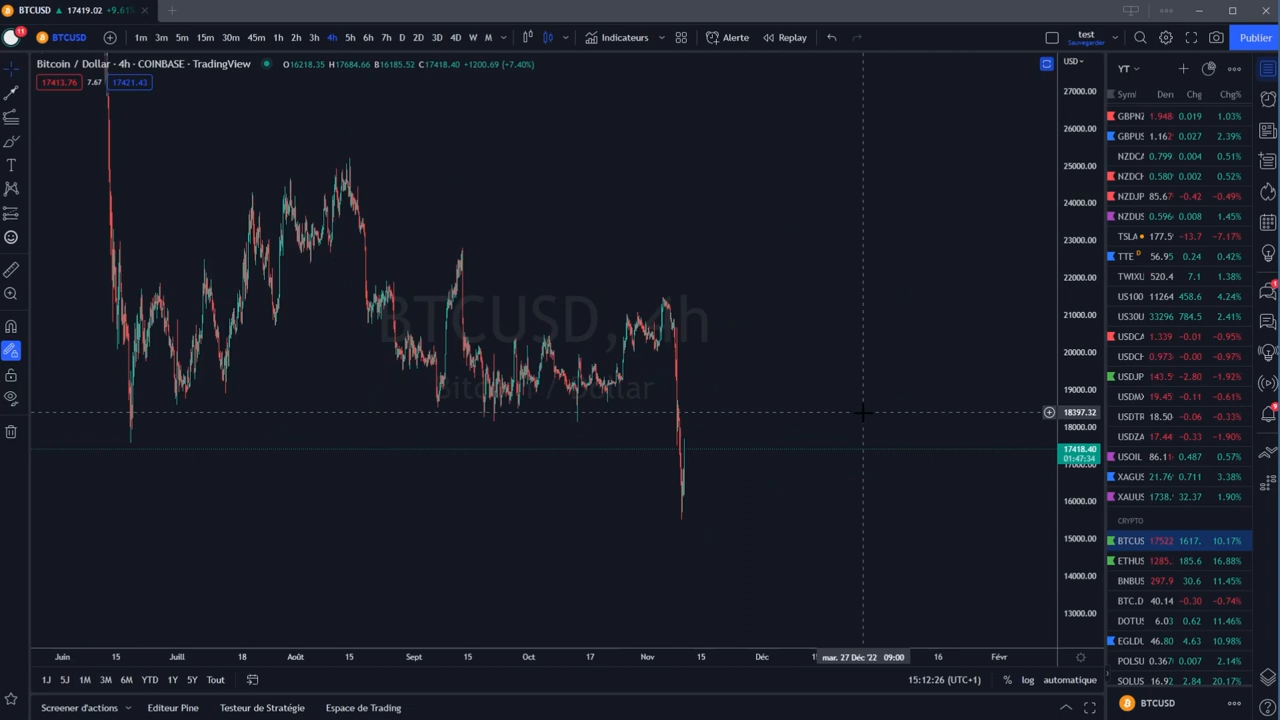 BTCUSD ▲ 17419.02 +9.61
11 BTCUSD 1m 3m 5m 15m 30m 45m 1h 2h 3h 4h 5h 6h 7h D 2D 3D 4D W M Indicateurs Alerte Replay test Sauvegarder Publier
Bitcoin / Dollar · 4h · COINBASE · TradingView O16218.35 H17684.66 B16185.52 C17418.40 +1200.69 (+7.40%)
17413.76 7.67 17421.43
USD
27000.00
26000.00
25000.00
24000.00
23000.00
22000.00
21000.00
20000.00
19000.00
18397.32
18000.00
17418.40
01:47:34
17000.00
16000.00
15000.00
14000.00
13000.00
BTCUSD, 4h
Bitcoin / Dollar
Juin 15 Juill 18 Août 15 Sept 15 Oct 17 Nov 15 Déc mar. 27 Déc '22 09:00 16 Févr
1J 5J 1M 3M 6M YTD 1Y 5Y Tout 15:12:26 (UTC+1) % log automatique
Screener d'actions Editeur Pine Testeur de Stratégie Espace de Trading
YT
Syml Der Chg Chg%
GBPNZ 1.948 0.019 1.03%
GBPUS 1.162 0.027 2.39%
NZDCA 0.799 0.004 0.51%
NZDCH 0.580 0.002 0.52%
NZDJP 85.67 −0.42 −0.49%
NZDUS 0.596 0.008 1.45%
TSLA 177.5 −13.7 −7.17%
TTE D 56.95 0.24 0.42%
TWIXU 520.4 7.1 1.38%
US100 11264 458.6 4.24%
US30U 33296 784.5 2.41%
USDCA 1.339 −0.01 −0.95%
USDCH 0.973 −0.00 −0.97%
USDJP 143.5 −2.80 −1.92%
USDMX 19.45 −0.11 −0.61%
USDTR 18.50 −0.06 −0.33%
USDZA 17.44 −0.33 −1.90%
USOIL 86.11 0.487 0.57%
XAGUS 21.76 0.711 3.38%
XAUUS 1738. 32.37 1.90%
CRYPTO
BTCUS 17522 1617. 10.17%
ETHUS 1285. 185.6 16.88%
BNBUS 297.9 30.6 11.45%
BTC.D 40.14 −0.30 −0.74%
DOTUS 6.03 0.62 11.46%
EGLDU 46.80 4.63 10.98%
POLSU 0.367 0.007 2.14%
SOLUS 16.92 2.84 20.17%
BTCUSD